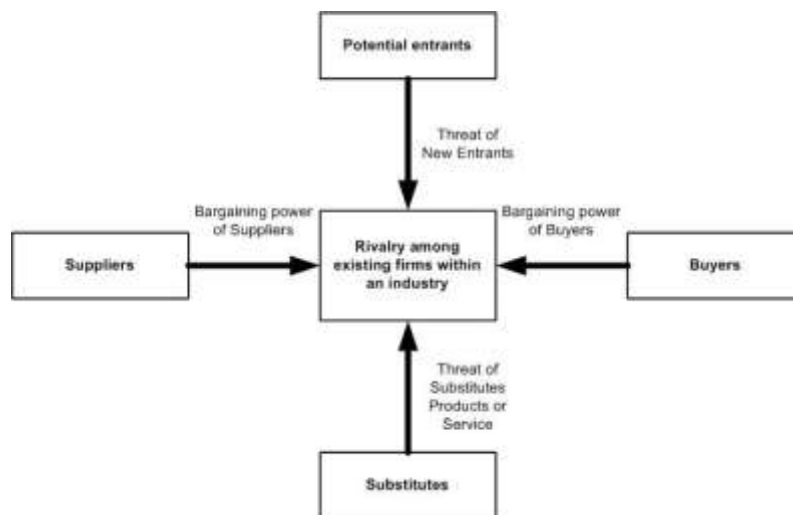 Potential entrants
Threat of
New Entrants
Bargaining power
of Suppliers
Bargaining power
of Buyers
Suppliers
Rivalry among
existing firms within
an industry
Buyers
Threat of
Substitutes
Products or
Service
Substitutes